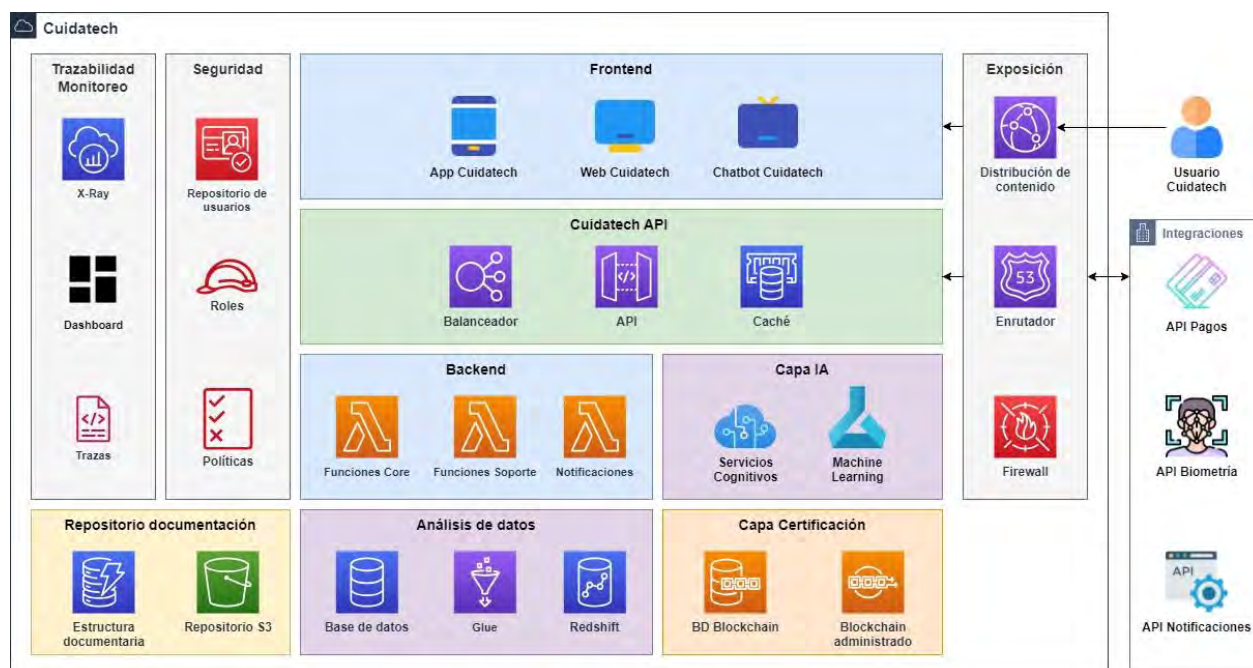 Cuidatech
Trazabilidad
Monitoreo
X-Ray
Dashboard
Trazas
Seguridad
Repositorio de
usuarios
Roles
Políticas
Frontend
App Cuidatech
Web Cuidatech
Chatbot Cuidatech
Cuidatech API
Balanceador
API
Caché
Backend
Funciones Core
Funciones Soporte
Notificaciones
Capa IA
Servicios
Cognitivos
Machine
Learning
Exposición
Distribución de
contenido
53
Enrutador
Firewall
Usuario
Cuidatech
Integraciones
API Pagos
API Biometría
API
API Notificaciones
Repositorio documentación
Estructura
documentaria
Repositorio S3
Análisis de datos
Base de datos
Glue
Redshift
Capa Certificación
BD Blockchain
Blockchain
administrado